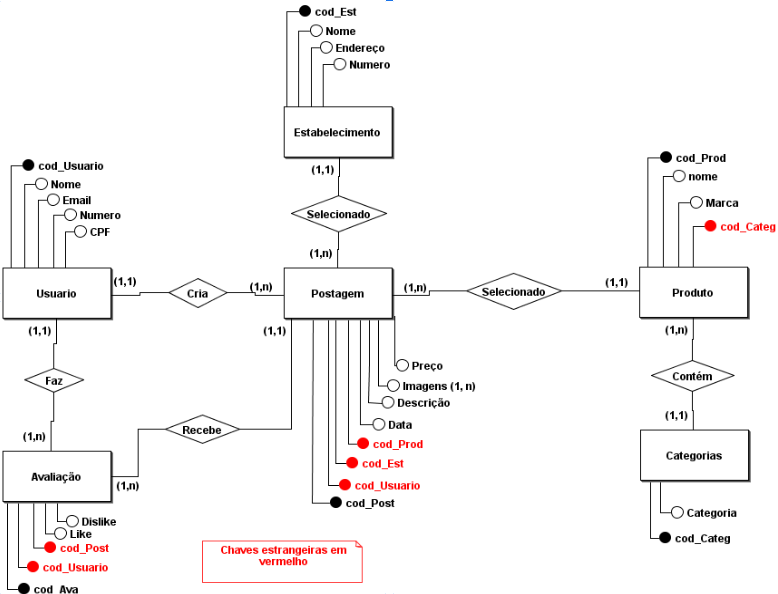 cod_Est
Nome
Endereço
Numero
Estabelecimento
(1,1)
cod_Usuario
Nome
Email
Numero
CPF
cod_Prod
nome
Marca
cod_Categ
Selecionado
(1,n)
Usuario
(1,1)
Cria
(1,n)
Postagem
(1,n)
Selecionado
(1,1)
Produto
(1,1)
(1,1)
(1,n)
Preço
Imagens (1, n)
Descrição
Data
cod_Prod
cod_Est
cod_Usuario
cod_Post
Faz
Contém
(1,n)
(1,1)
Recebe
Avaliação
(1,n)
Categorias
Dislike
Like
cod_Post
cod_Usuario
cod_Ava
Categoria
cod_Categ
Chaves estrangeiras em
vermelho